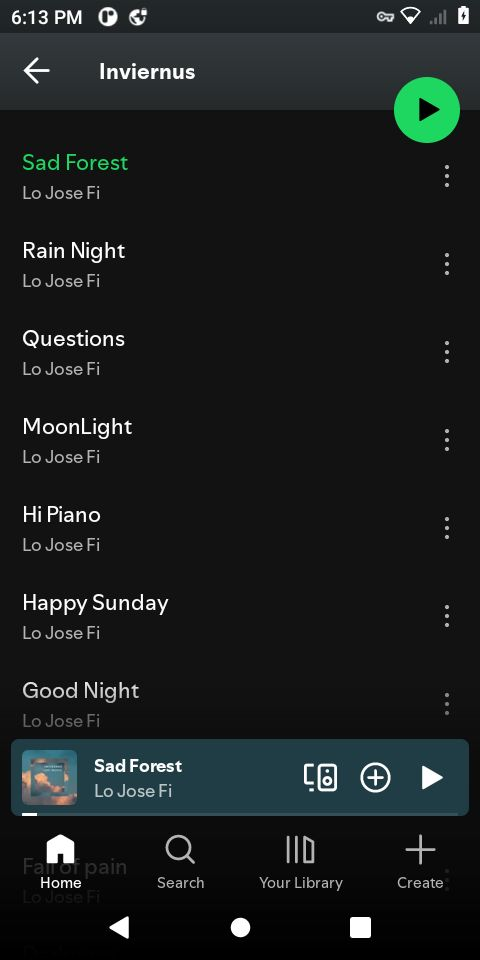 6:13 PM
Inviernus
Sad Forest
Lo Jose Fi
Rain Night
Lo Jose Fi
Questions
Lo Jose Fi
MoonLight
Lo Jose Fi
Hi Piano
Lo Jose Fi
Happy Sunday
Lo Jose Fi
Good Night
Lo Jose Fi
Sad Forest
Lo Jose Fi
Fall of pain
Home
Search
Your Library
Create
Lo Jose Fi